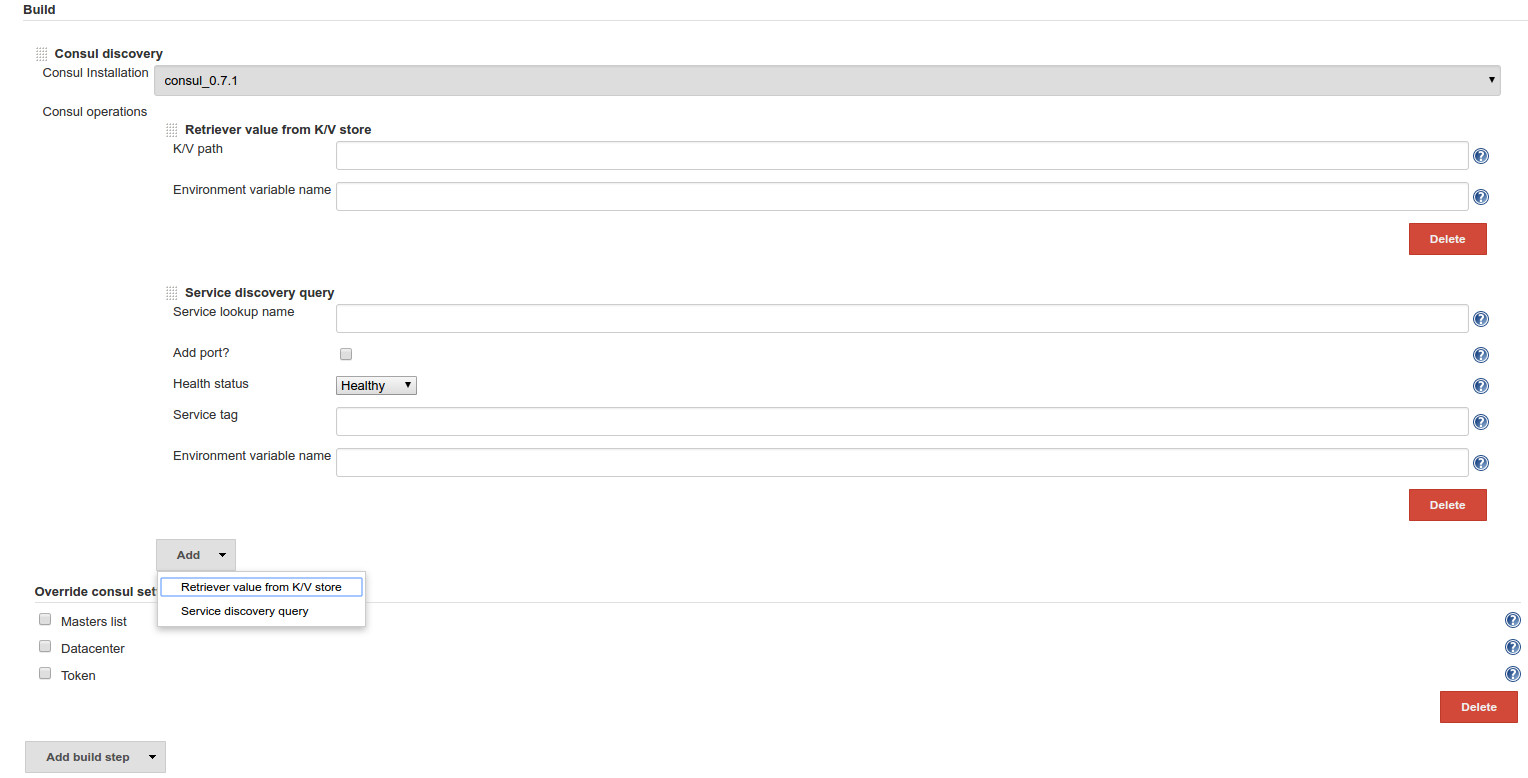 Build
Consul discovery
Consul Installation
consul_0.7.1
Consul operations
Retriever value from K/V store
K/V path
Environment variable name
Delete
Service discovery query
Service lookup name
Add port?
Health status
Healthy
Service tag
Environment variable name
Delete
Add
Retriever value from K/V store
Service discovery query
Override consul
Masters list
Datacenter
Token
Delete
Add build step